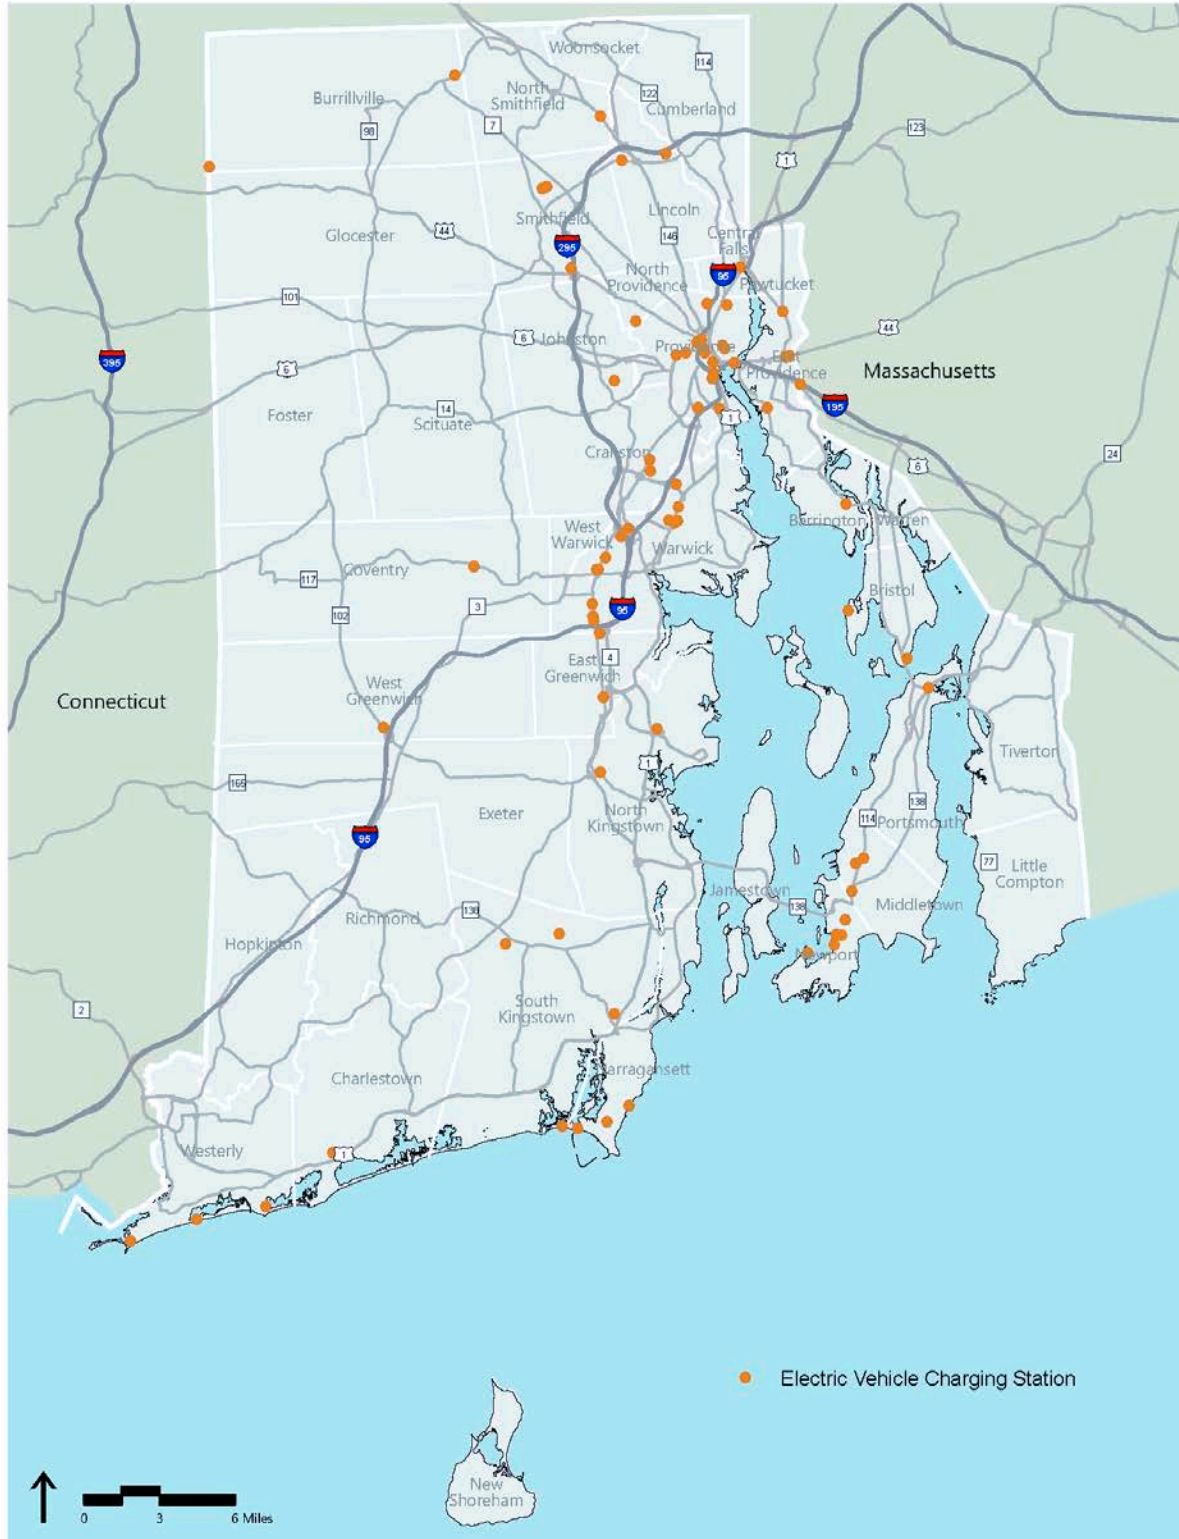 Woonsocket
114
North
Smithfield
122
Cumberland
Burrillville
98
7
123
1
Smithfield
Lincoln
146
Central
Falls
Glocester
44
295
North
Providence
95
Pawtucket
101
6
Johnston
Providence
44
395
6
East
Providence
Massachusetts
195
Foster
14
Scituate
1
24
Cranston
6
West
Warwick
Warwick
Barrington
Warren
117
Coventry
Bristol
102
3
95
4
East
Greenwich
West
Greenwich
Connecticut
Tiverton
1
165
Exeter
North
Kingstown
138
114
Portsmouth
95
77
Little
Compton
Jamestown
138
Middletown
138
Richmond
Hopkinton
Newport
2
South
Kingstown
Charlestown
Narragansett
Westerly
1
Electric Vehicle Charging Station
New
Shoreham
0 3 6 Miles